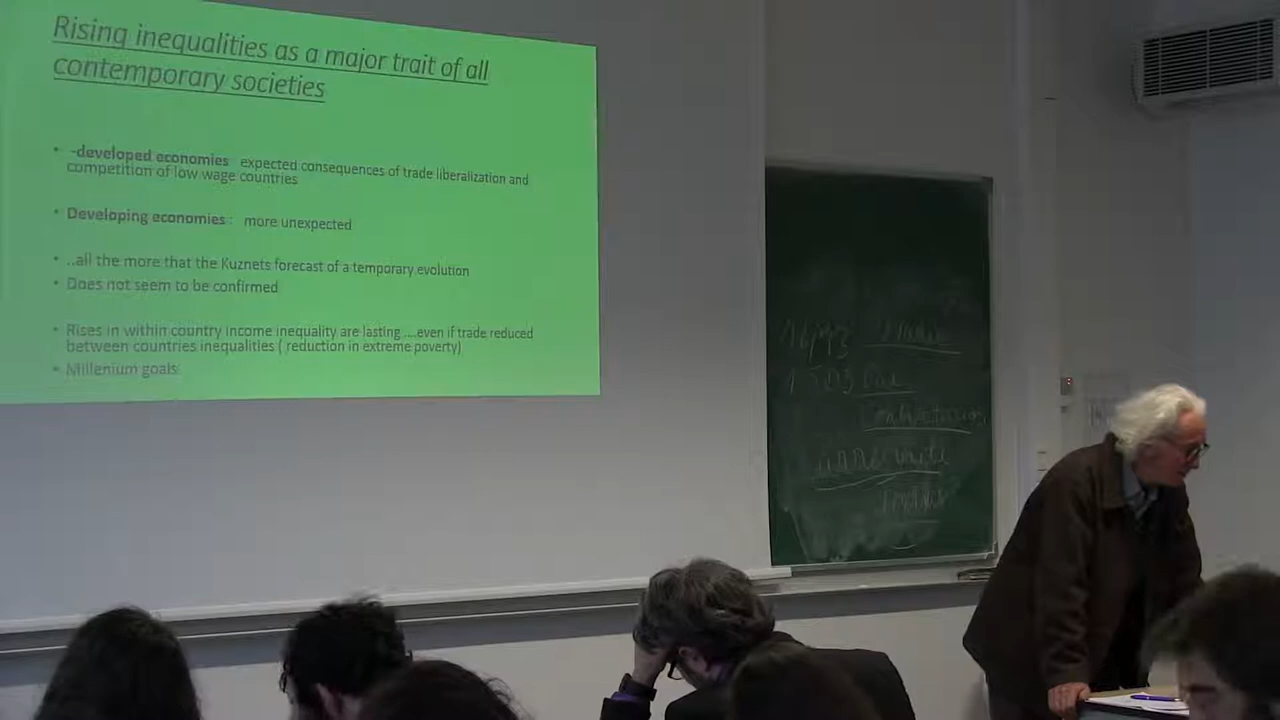 Rising inequalities as a major trait of all
contemporary societies
• -developed economies : expected consequences of trade liberalization and
competition of low wage countries
• Developing economies : more unexpected
• ..all the more that the Kuznets forecast of a temporary evolution
• Does not seem to be confirmed
• Rises in within country income inequality are lasting ....even if trade reduced
between countries inequalities ( reduction in extreme poverty)
• Millenium goals